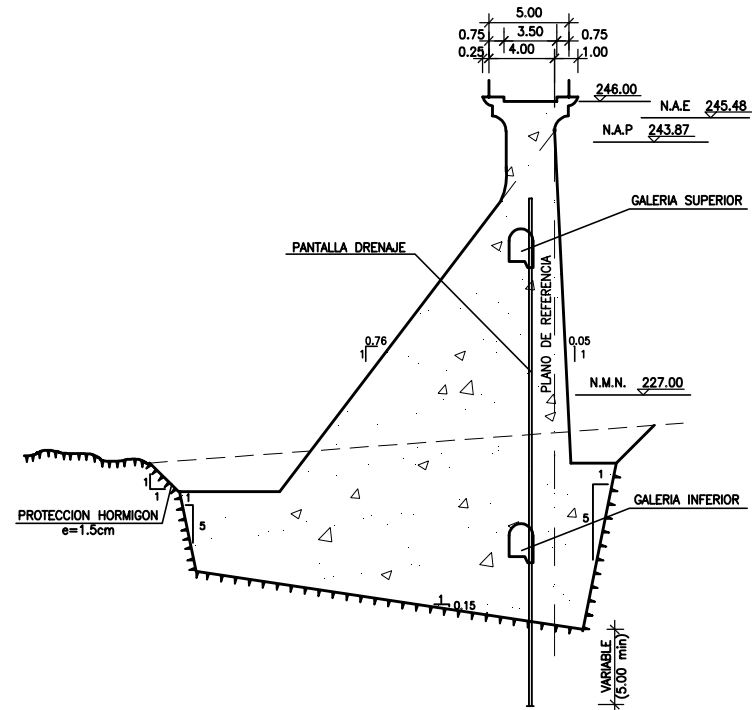 5.00
0.75 3.50 0.75
0.25 4.00 1.00
246.00
N.A.E 245.48
N.A.P 243.87
GALERIA SUPERIOR
PANTALLA DRENAJE
PLANO DE REFERENCIA
0.76
1
0.05
1
N.M.N. 227.00
1
1
1
5
1
5
PROTECCION HORMIGON
e=1.5cm
GALERIA INFERIOR
1
0.15
VARIABLE
(5.00 min)